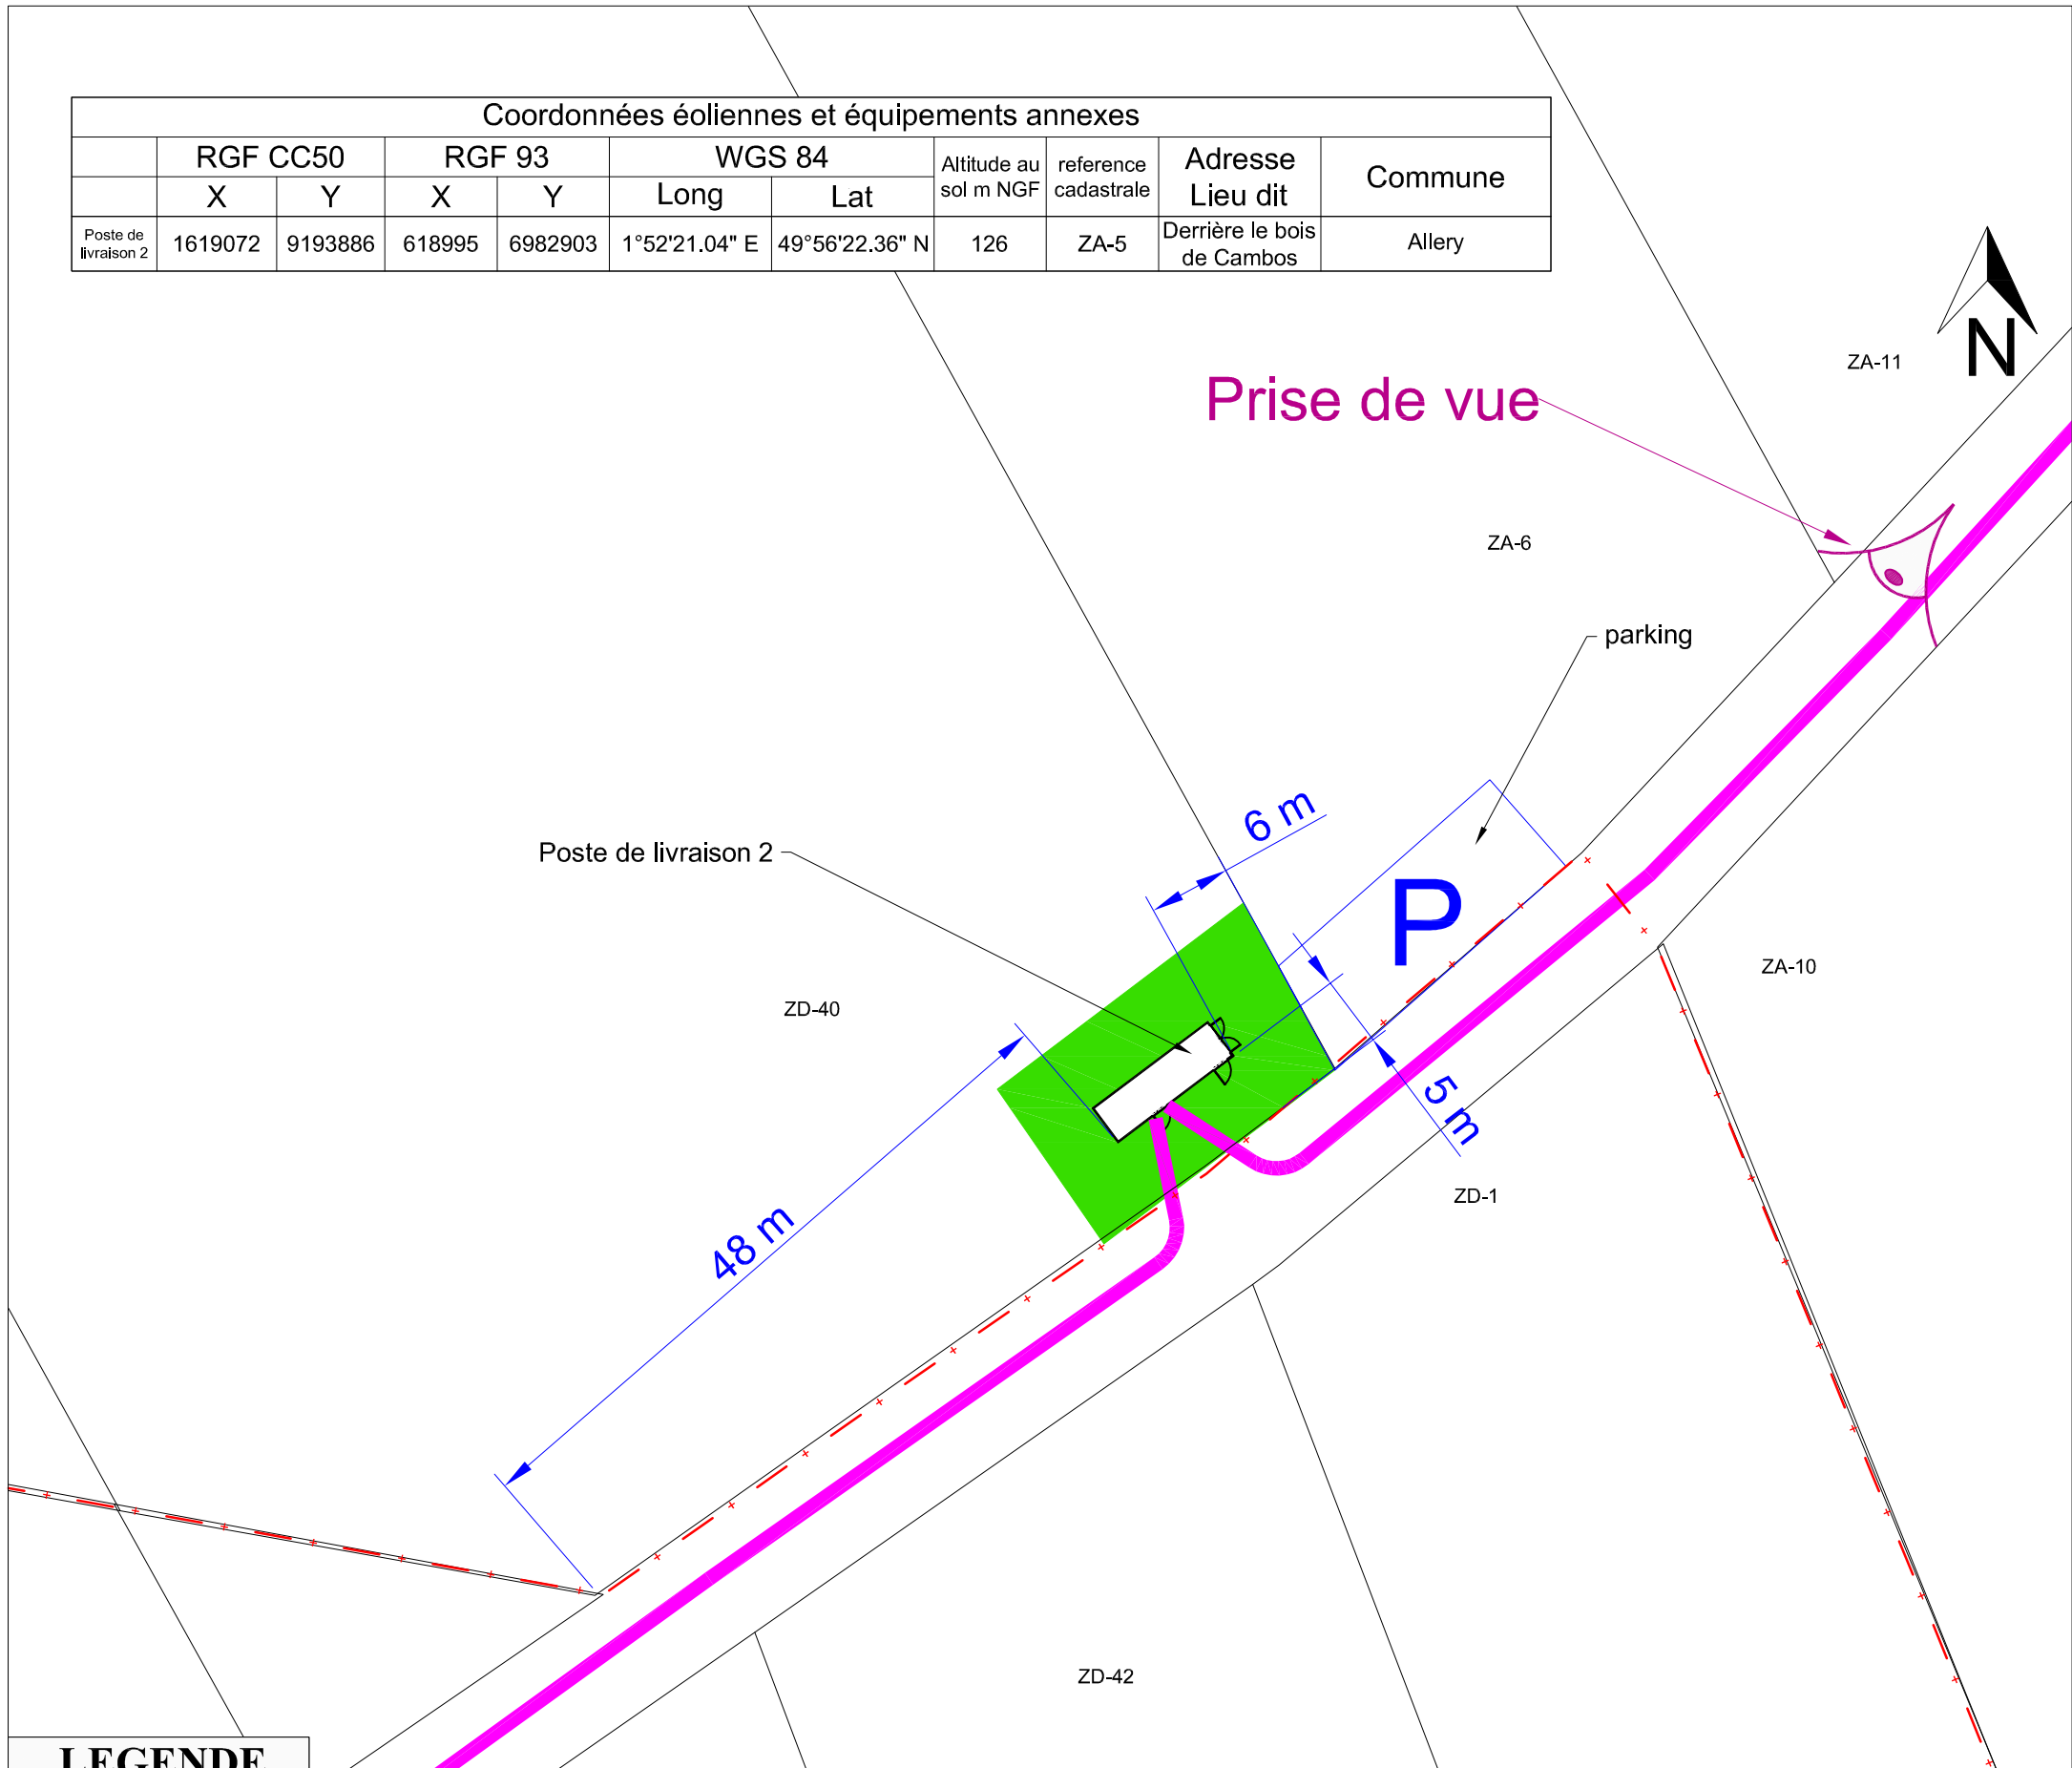 Coordonnées éoliennes et équipements annexes
RGF CC50 RGF 93 WGS 84 Altitude au sol m NGF reference cadastrale Adresse Lieu dit Commune
X Y X Y Long Lat
Poste de livraison 2 1619072 9193886 618995 6982903 1°52'21.04" E 49°56'22.36" N 126 ZA-5 Derrière le bois de Cambos Allery
N
ZA-11
Prise de vue
ZA-6
parking
6 m
Poste de livraison 2
P
ZA-10
ZD-40
5 m
ZD-1
48 m
ZD-42
LEGENDE